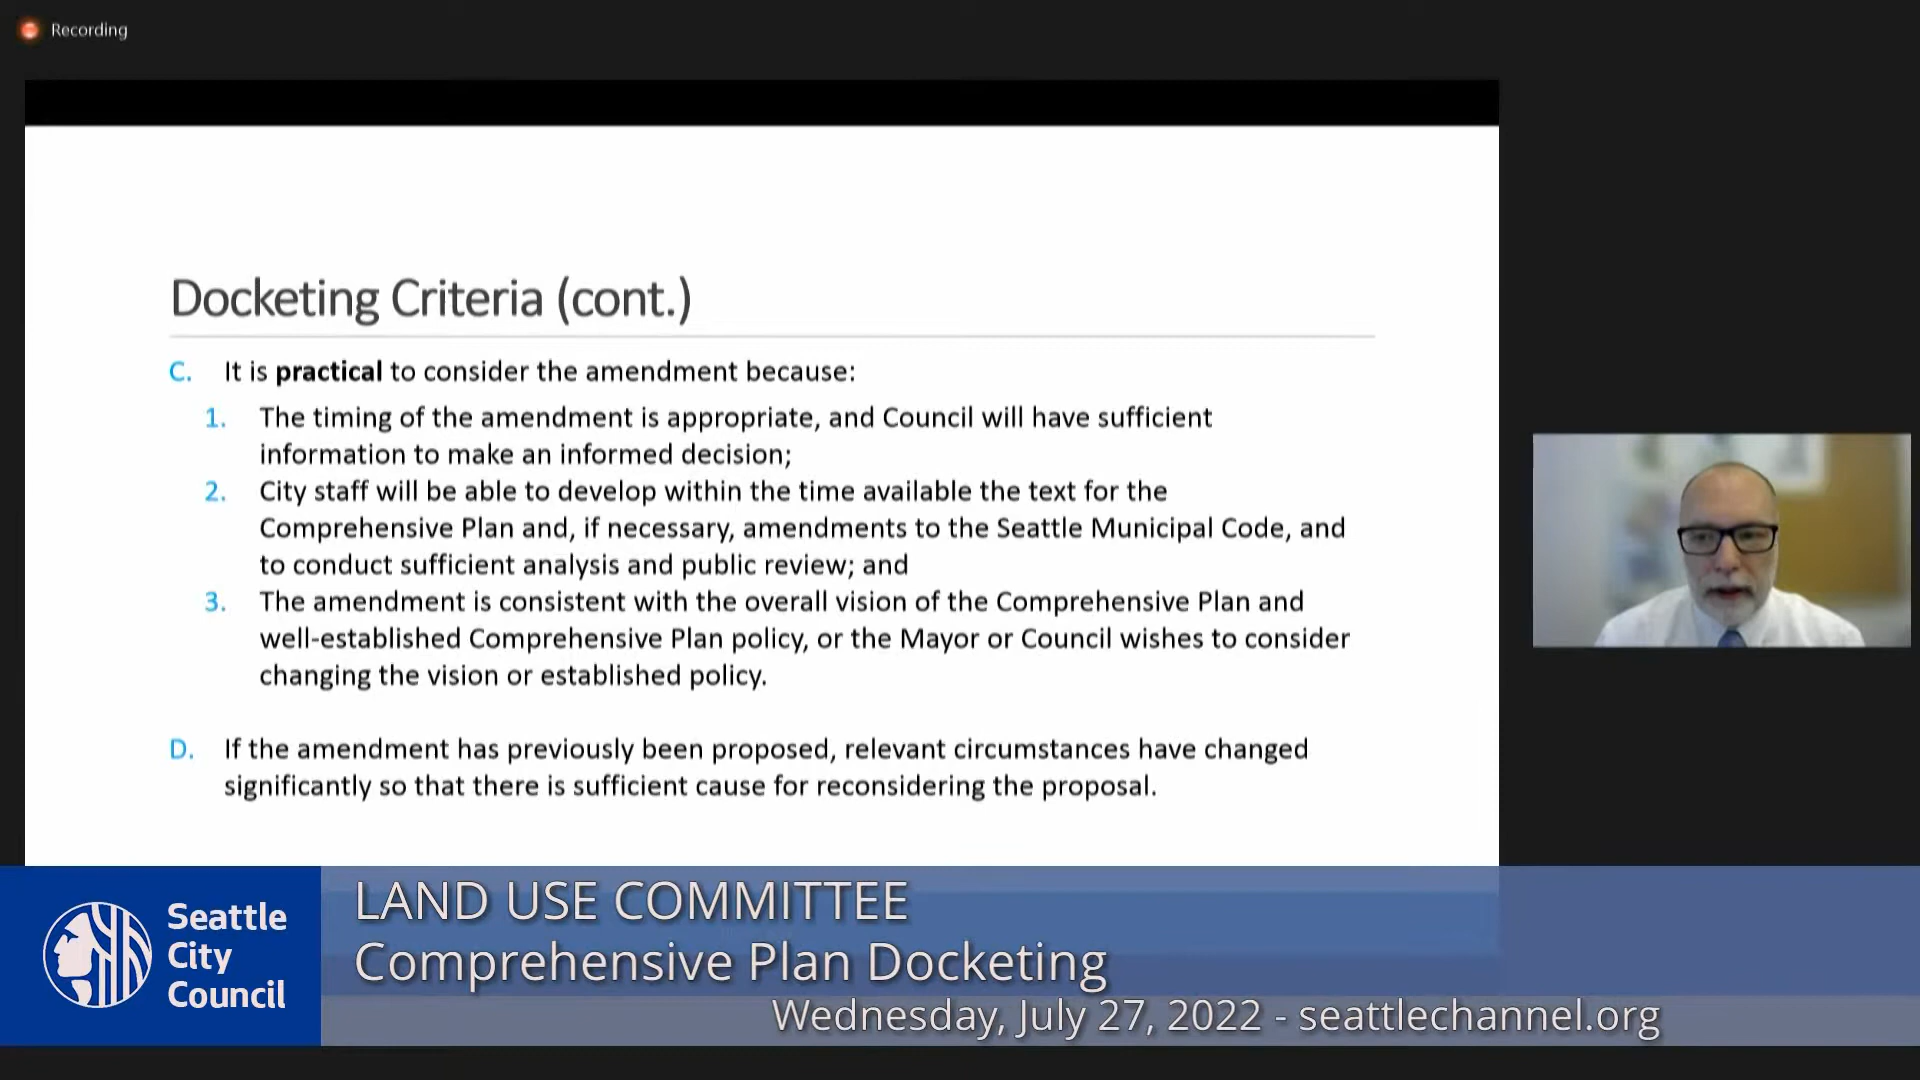 Recording
Docketing Criteria (cont.)
C. It is practical to consider the amendment because:
1. The timing of the amendment is appropriate, and Council will have sufficient
information to make an informed decision;
2. City staff will be able to develop within the time available the text for the
Comprehensive Plan and, if necessary, amendments to the Seattle Municipal Code, and
to conduct sufficient analysis and public review; and
3. The amendment is consistent with the overall vision of the Comprehensive Plan and
well-established Comprehensive Plan policy, or the Mayor or Council wishes to consider
changing the vision or established policy.
D. If the amendment has previously been proposed, relevant circumstances have changed
significantly so that there is sufficient cause for reconsidering the proposal.
Seattle
City
Council
LAND USE COMMITTEE
Comprehensive Plan Docketing
Wednesday, July 27, 2022 - seattlechannel.org